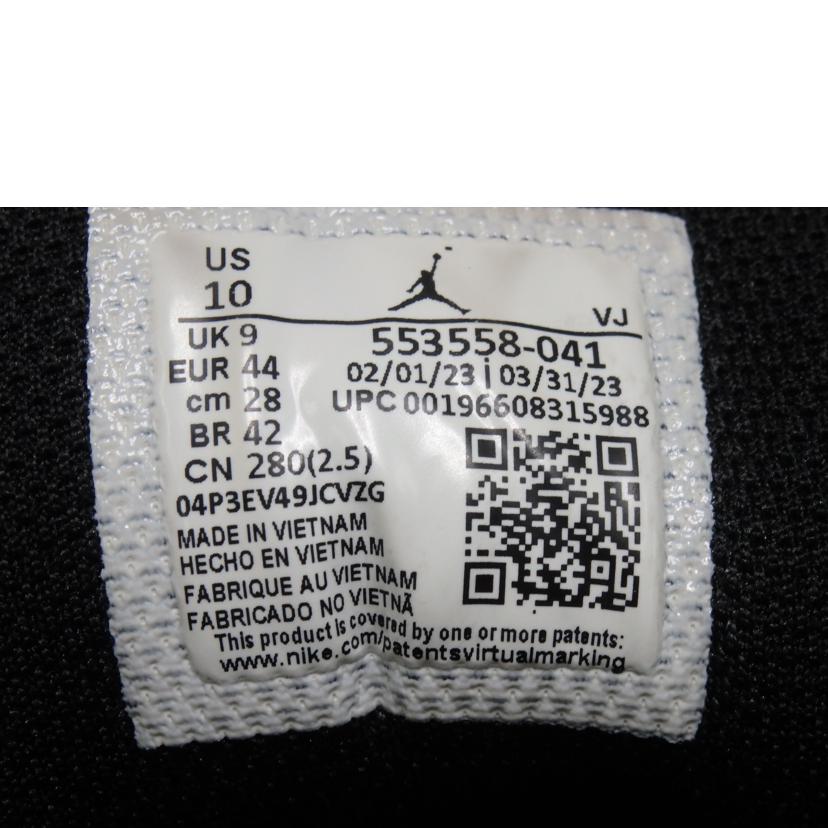 US
10
VJ
UK 9
553558-041
EUR 44
02/01/23 | 03/31/23
cm 28
UPC 00196608315988
BR 42
CN 280(2.5)
04P3EV49JCVZG
MADE IN VIETNAM
HECHO EN VIETNAM
FABRIQUE AU VIETNAM
FABRICADO NO VIETNÃ
This product is covered by one or more patents:
www.nike.com/patentsvirtualmarking